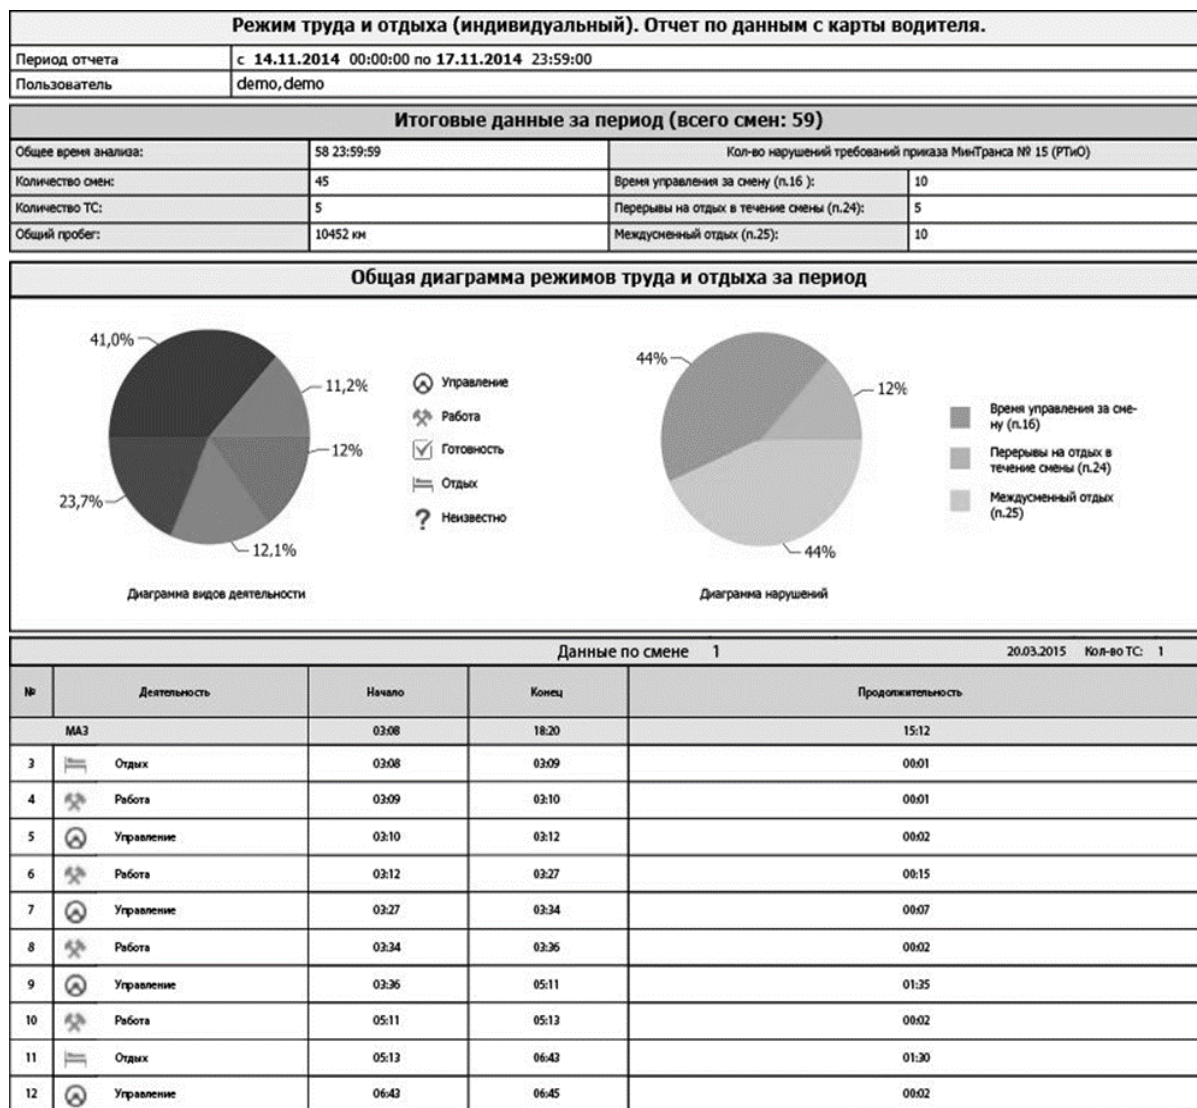 Режим труда и отдыха (индивидуальный). Отчет по данным с карты водителя.
Период отчета с 14.11.2014 00:00:00 по 17.11.2014 23:59:00
Пользователь demo,demo
Итоговые данные за период (всего смен: 59)
Общее время анализа: 58 23:59:59 Кол-во нарушений требований приказа МинТранса № 15 (РТиО)
Количество смен: 45 Время управления за смену (п.16 ): 10
Количество ТС: 5 Перерывы на отдых в течение смены (п.24): 5
Общий пробег: 10452 км Междусменный отдых (п.25): 10
Общая диаграмма режимов труда и отдыха за период
41,0%
11,2%
12%
12,1%
23,7%
Диаграмма видов деятельности
Управление
Работа
Готовность
Отдых
? Неизвестно
44%
12%
44%
Диаграмма нарушений
Время управления за сме-
ну (п.16)
Перерывы на отдых в
течение смены (п.24)
Междусменный отдых
(п.25)
Данные по смене 1 20.03.2015 Кол-во ТС: 1
№ Деятельность Начало Конец Продолжительность
МАЗ 03:08 18:20 15:12
3 Отдых 03:08 03:09 00:01
4 Работа 03:09 03:10 00:01
5 Управление 03:10 03:12 00:02
6 Работа 03:12 03:27 00:15
7 Управление 03:27 03:34 00:07
8 Работа 03:34 03:36 00:02
9 Управление 03:36 05:11 01:35
10 Работа 05:11 05:13 00:02
11 Отдых 05:13 06:43 01:30
12 Управление 06:43 06:45 00:02